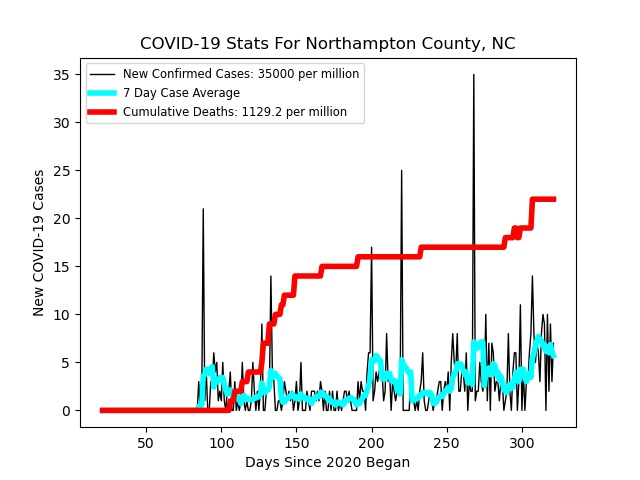 COVID-19 Stats For Northampton County, NC
New Confirmed Cases: 35000 per million
7 Day Case Average
Cumulative Deaths: 1129.2 per million
New COVID-19 Cases
35
30
25
20
15
10
5
0
50
100
150
200
250
300
Days Since 2020 Began